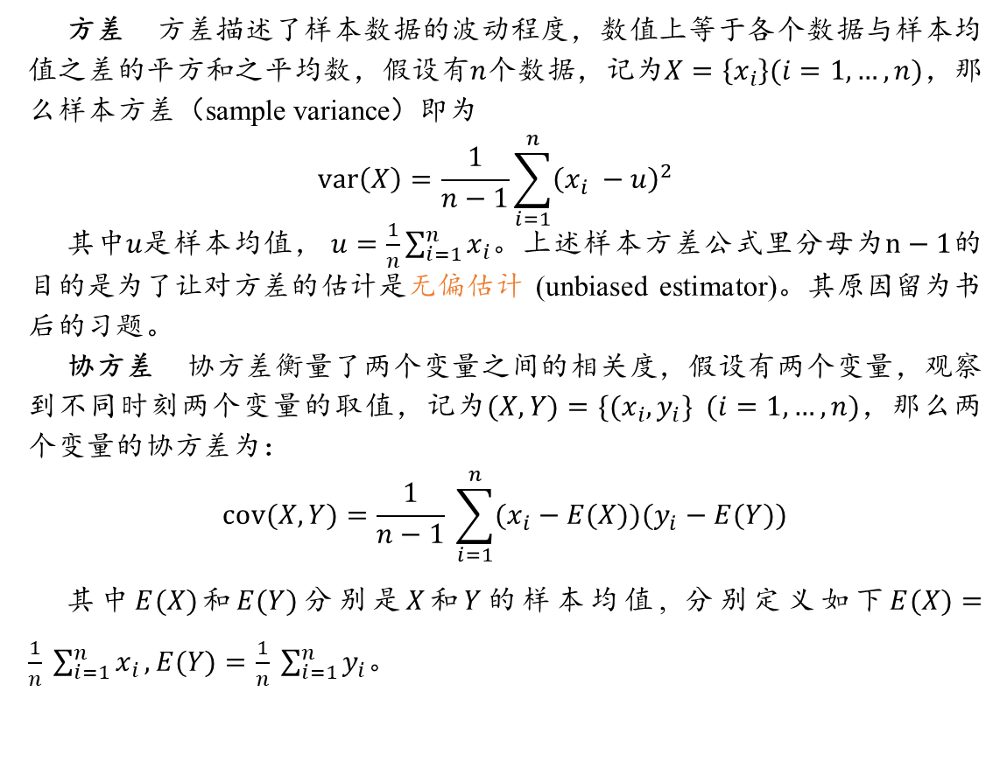 方差 方差描述了样本数据的波动程度，数值上等于各个数据与样本均
值之差的平方和之平均数，假设有n个数据，记为X = {x_i}(i = 1, … , n)，那
么样本方差（sample variance）即为
var(X) = \frac{1}{n − 1} \sum_{i=1}^{n} (x_i − u)^2
其中u是样本均值， u = \frac{1}{n} \sum_{i=1}^{n} x_i。上述样本方差公式里分母为n − 1的
目的是为了让对方差的估计是无偏估计 (unbiased estimator)。其原因留为书
后的习题。
协方差 协方差衡量了两个变量之间的相关度，假设有两个变量，观察
到不同时刻两个变量的取值，记为(X, Y) = {(x_i, y_i} (i = 1, … , n)，那么两
个变量的协方差为：
cov(X, Y) = \frac{1}{n − 1} \sum_{i=1}^{n} (x_i − E(X))(y_i − E(Y))
其中E(X)和E(Y)分别是X和Y的样本均值, 分别定义如下E(X) =
\frac{1}{n} \sum_{i=1}^{n} x_i, E(Y) = \frac{1}{n} \sum_{i=1}^{n} y_i。